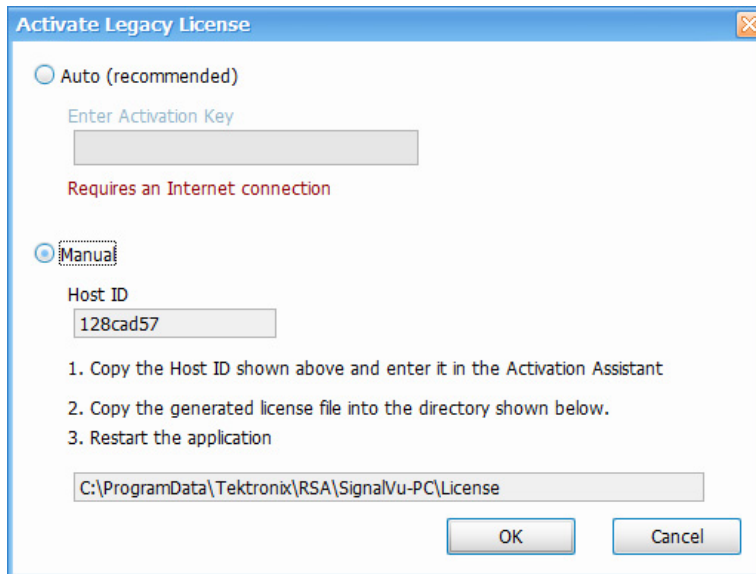 Activate Legacy License
Auto (recommended)
Enter Activation Key
Requires an Internet connection
Manual
Host ID
128cad57
1. Copy the Host ID shown above and enter it in the Activation Assistant
2. Copy the generated license file into the directory shown below.
3. Restart the application
C:\ProgramData\Tektronix\RSA\SignalVu-PC\License
OK Cancel